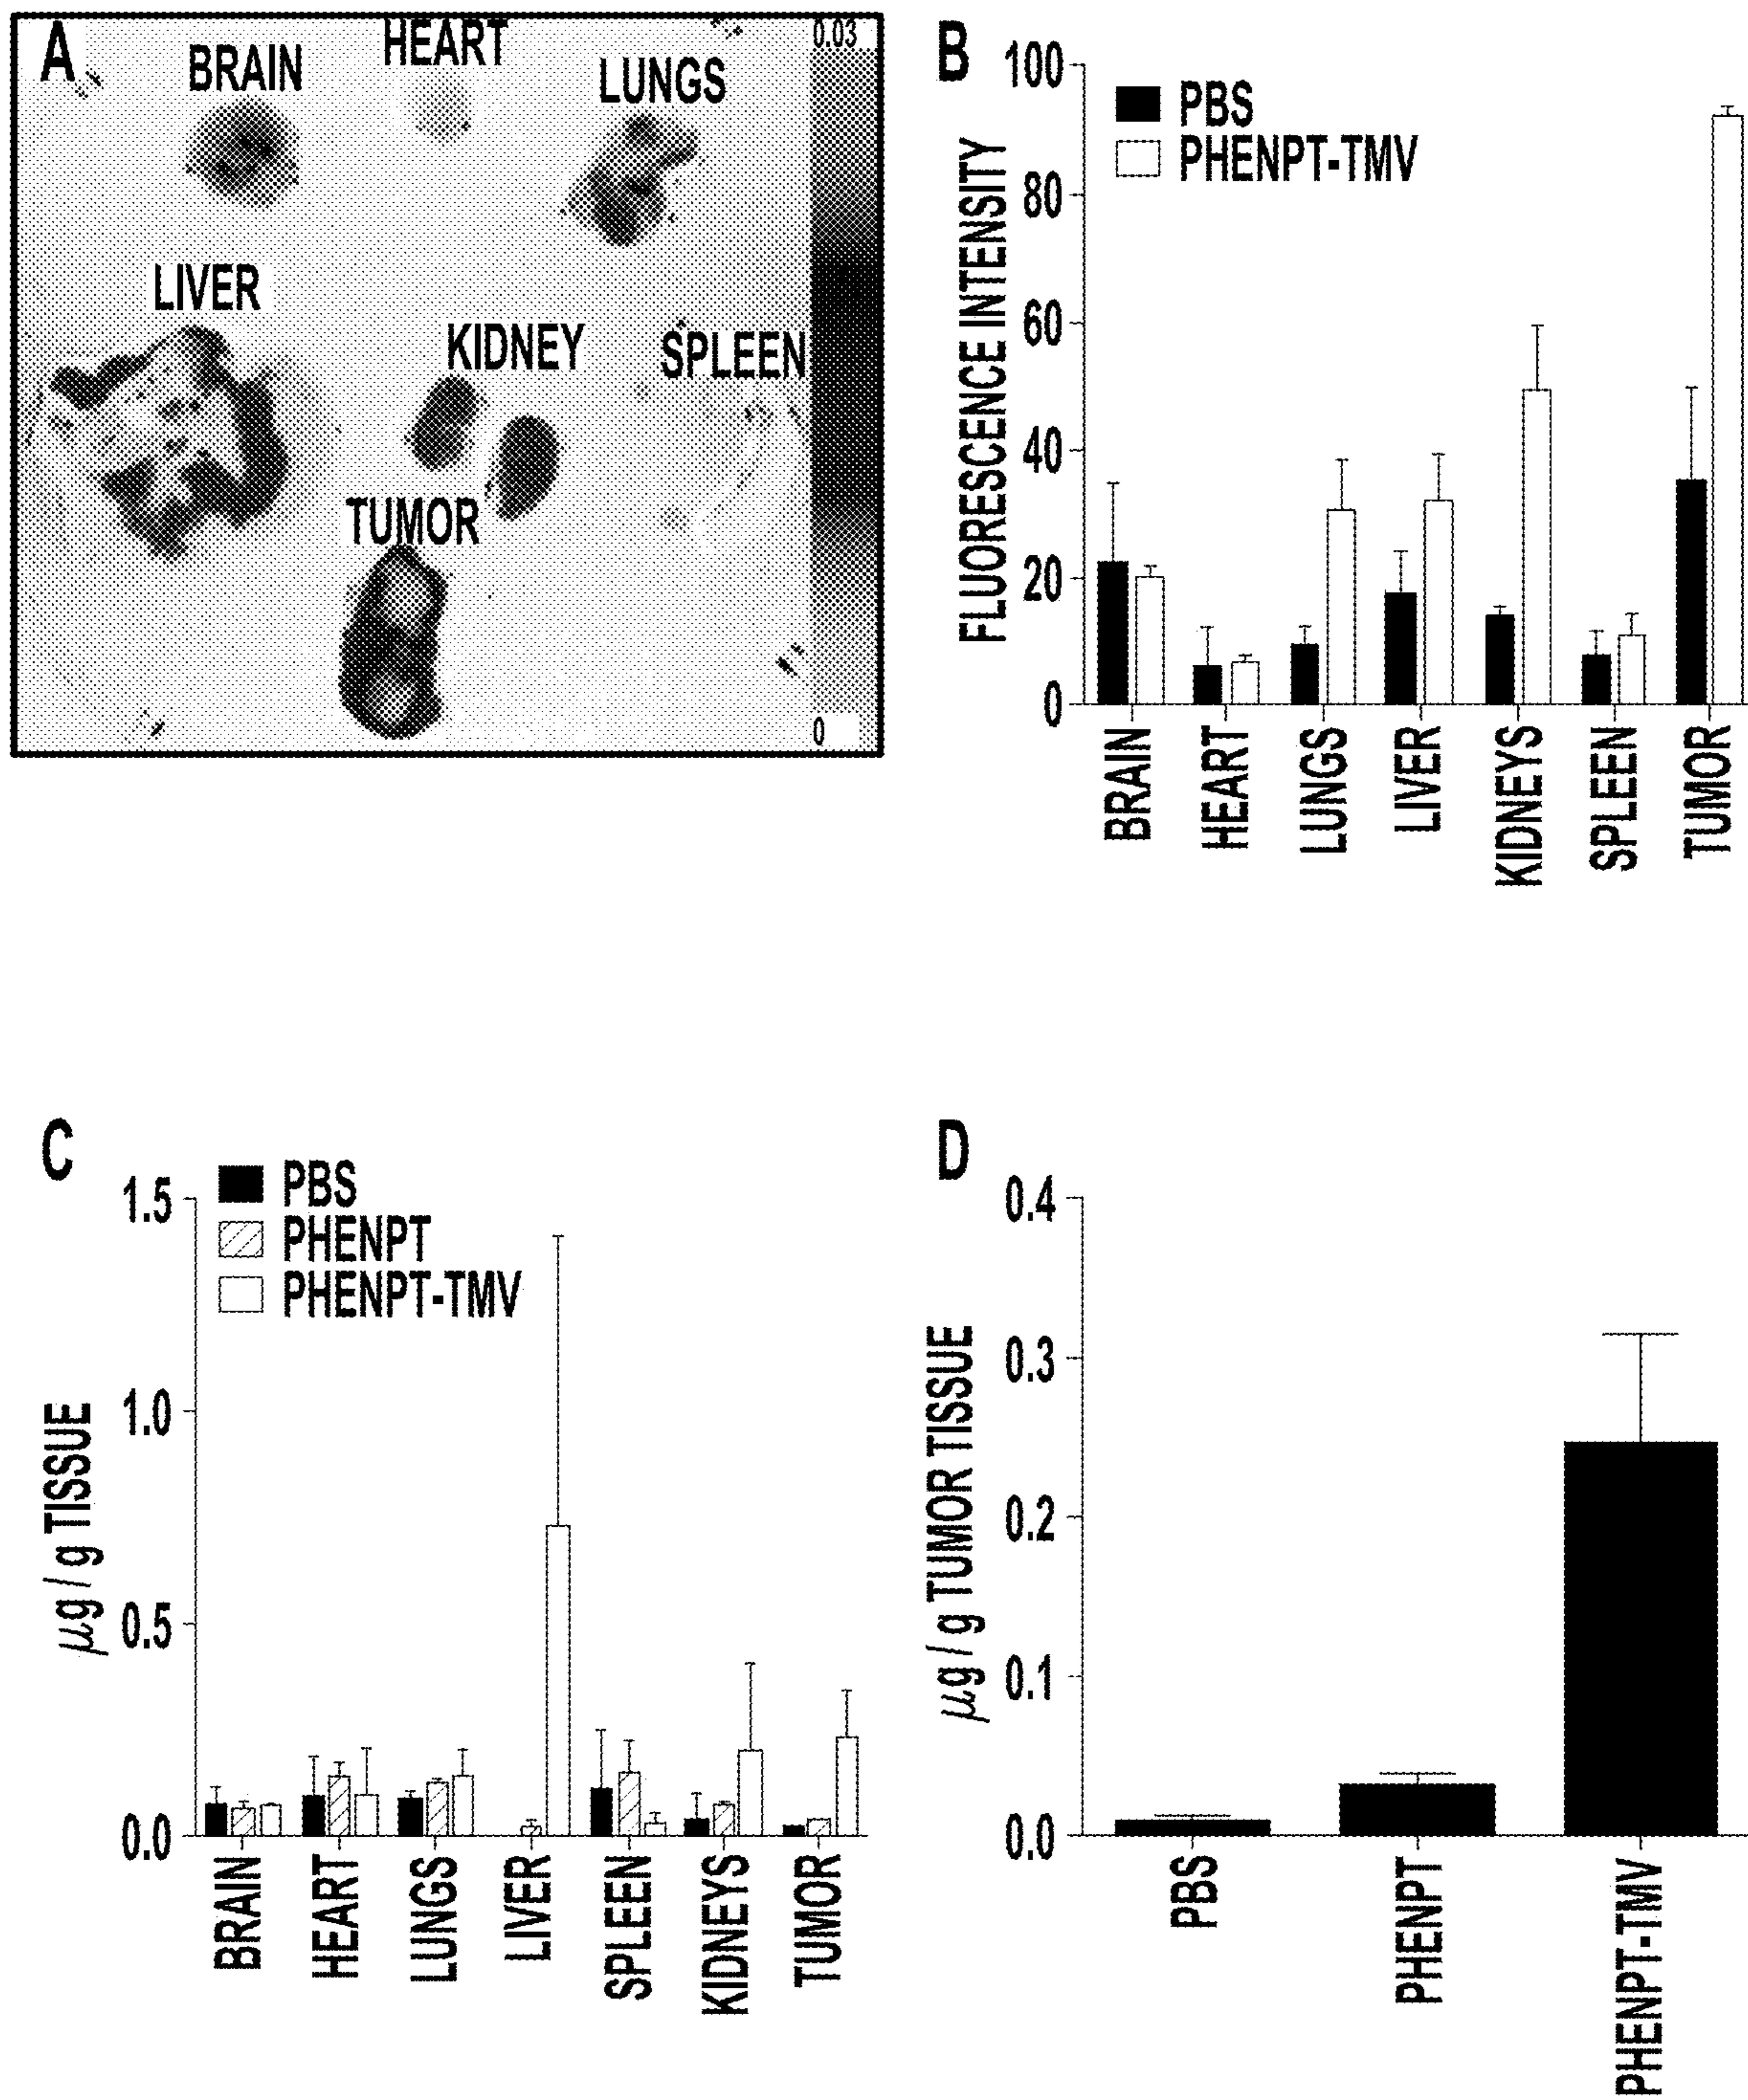 A
BRAIN
HEART
LUNGS
LIVER
KIDNEY
SPLEEN
TUMOR
0.03
0
B
PBS
PHENPT-TMV
FLUORESCENCE INTENSITY
100
80
60
40
20
0
BRAIN
HEART
LUNGS
LIVER
KIDNEYS
SPLEEN
TUMOR
C
PBS
PHENPT
PHENPT-TMV
μg / g TISSUE
1.5
1.0
0.5
0.0
BRAIN
HEART
LUNGS
LIVER
SPLEEN
KIDNEYS
TUMOR
D
μg / g TUMOR TISSUE
0.4
0.3
0.2
0.1
0.0
PBS
PHENPT
PHENPT-TMV